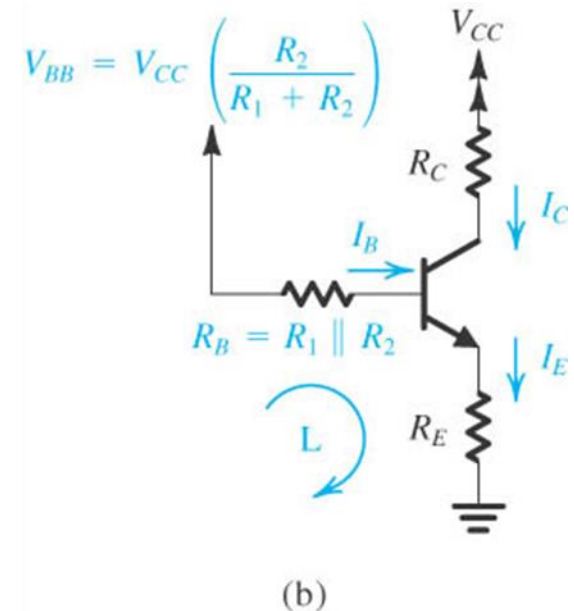 V_CC
V_BB = V_CC ( R_2 / (R_1 + R_2) )
R_C
I_C
I_B
R_B = R_1 || R_2
I_E
L
R_E
(b)